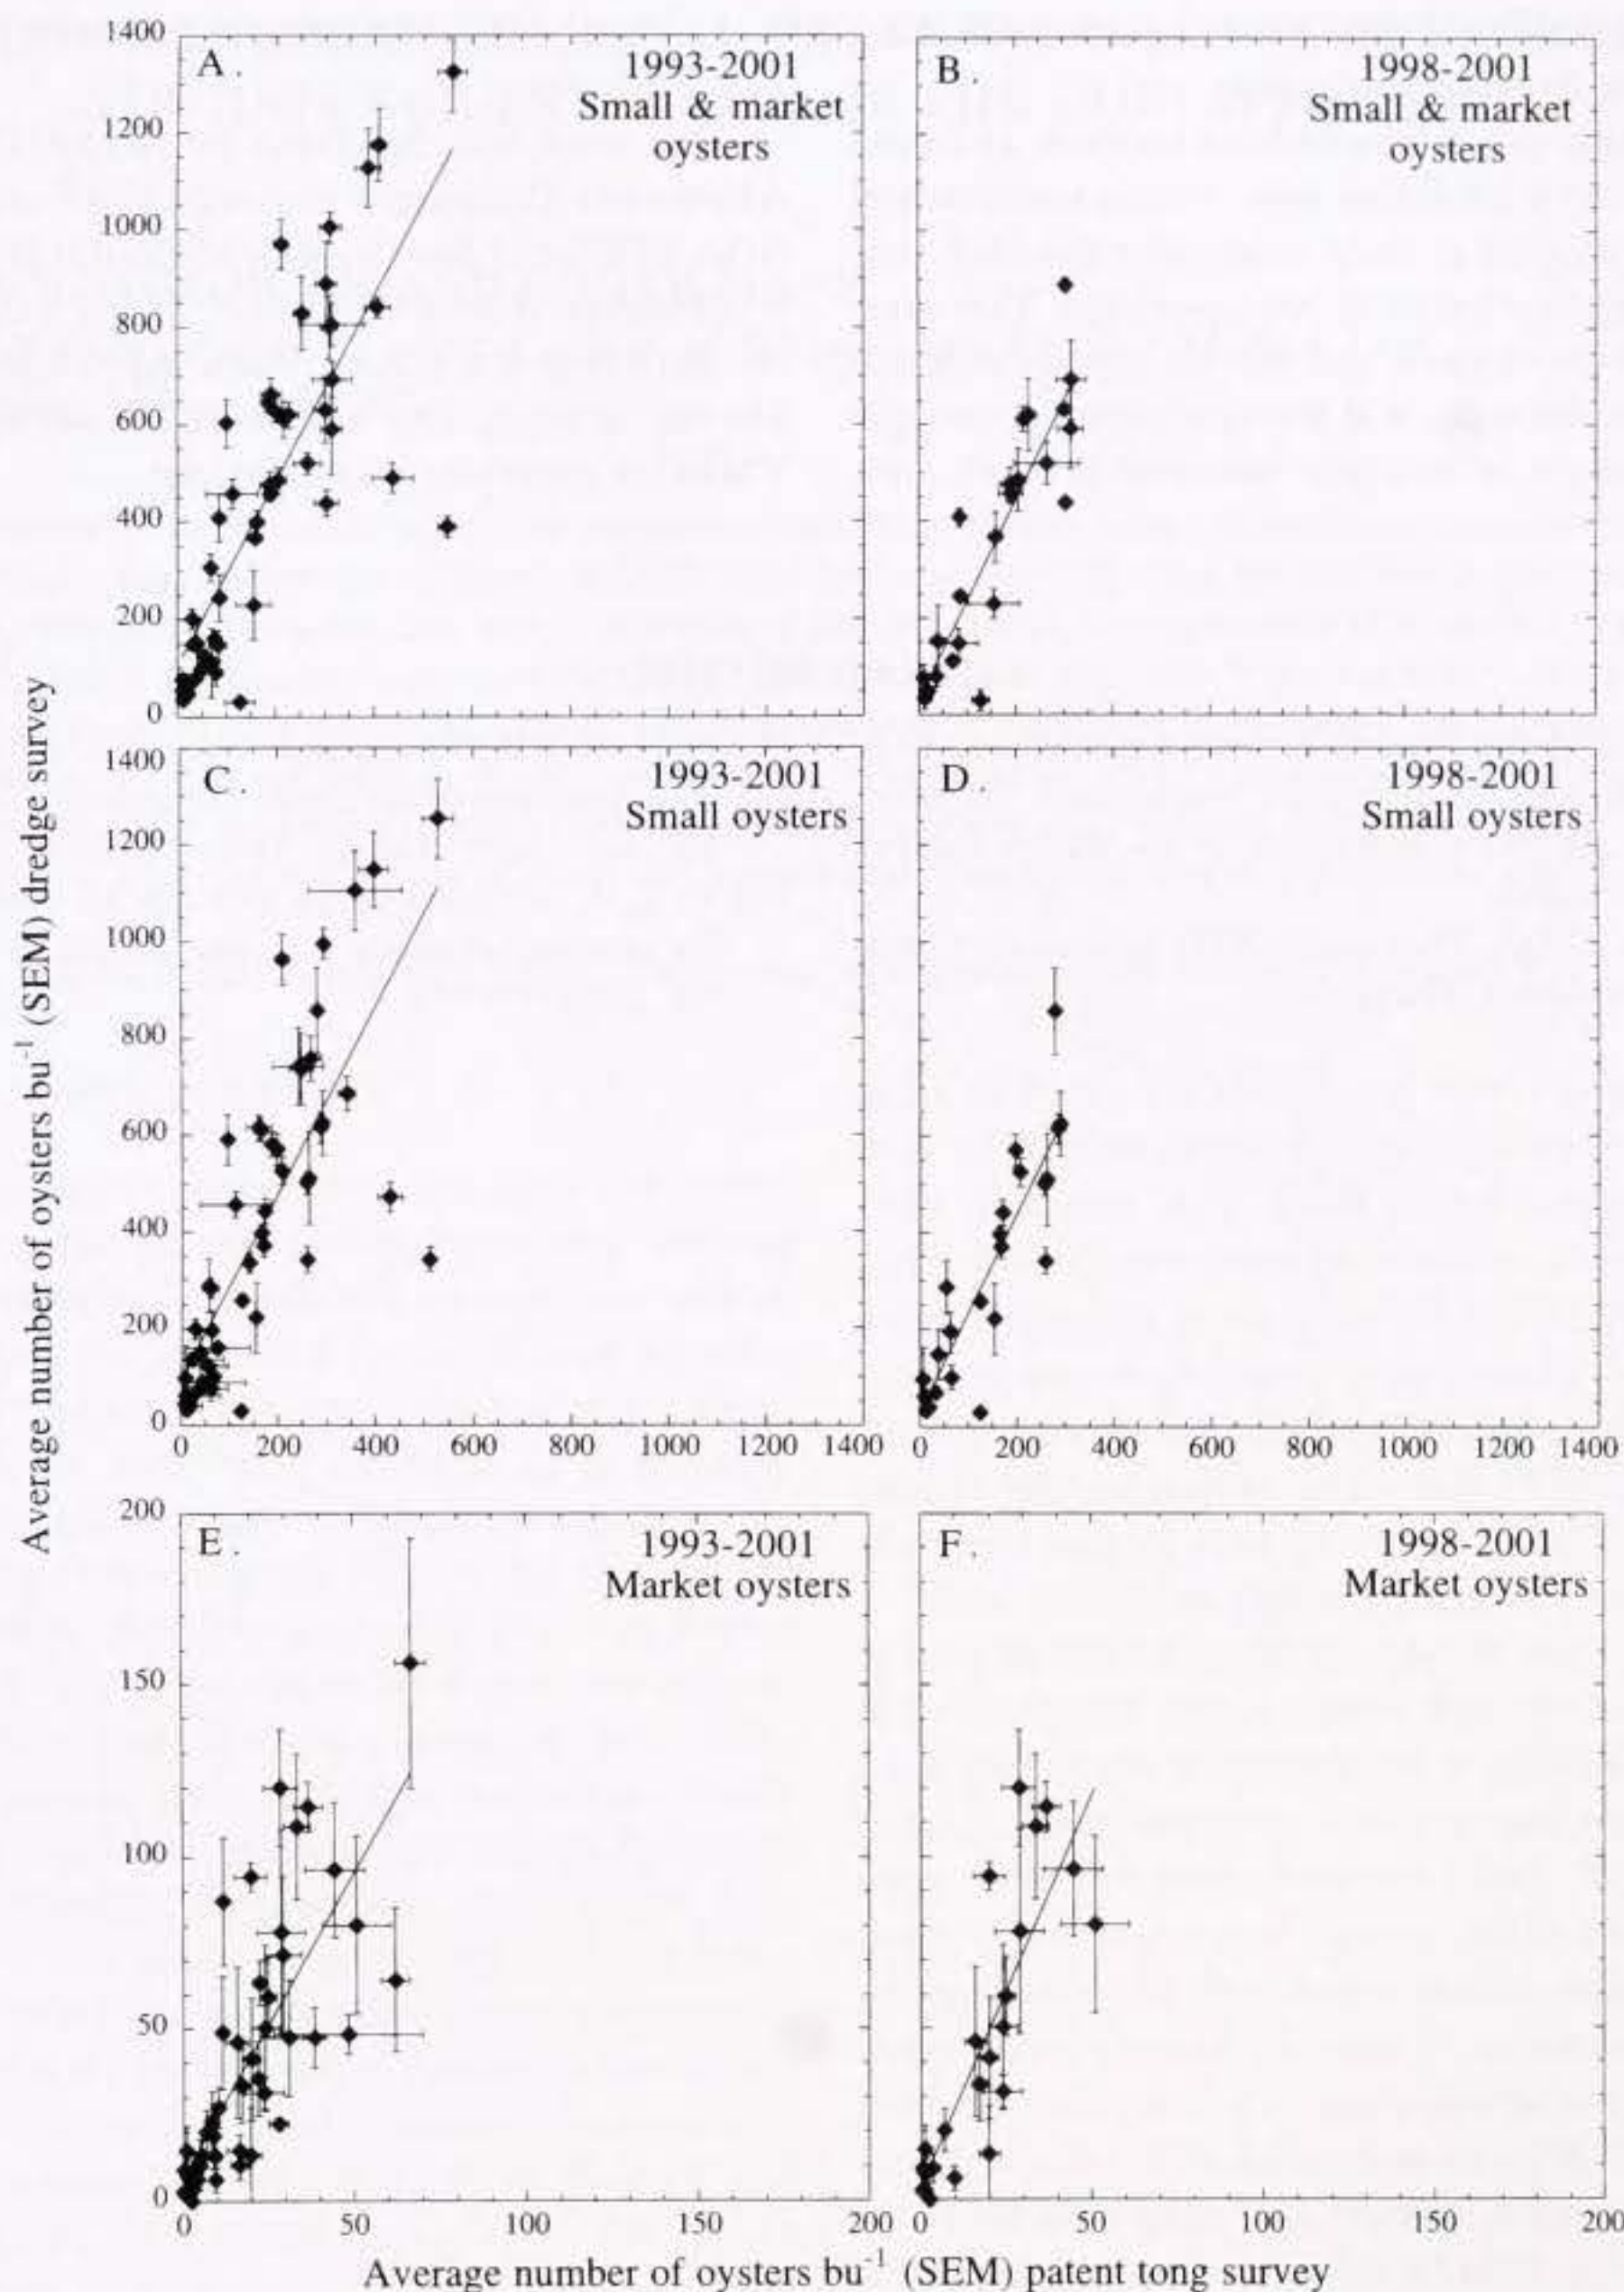 1400
1200
1000
800
600
400
200
0
A.
1993-2001
Small & market
oysters
B.
1998-2001
Small & market
oysters
1400
1200
1000
800
600
400
200
0
C.
1993-2001
Small oysters
0 200 400 600 800 1000 1200 1400
D.
1998-2001
Small oysters
0 200 400 600 800 1000 1200 1400
200
150
100
50
0
E.
1993-2001
Market oysters
0 50 100 150 200
F.
1998-2001
Market oysters
0 50 100 150 200
Average number of oysters bu⁻¹ (SEM) dredge survey
Average number of oysters bu⁻¹ (SEM) patent tong survey